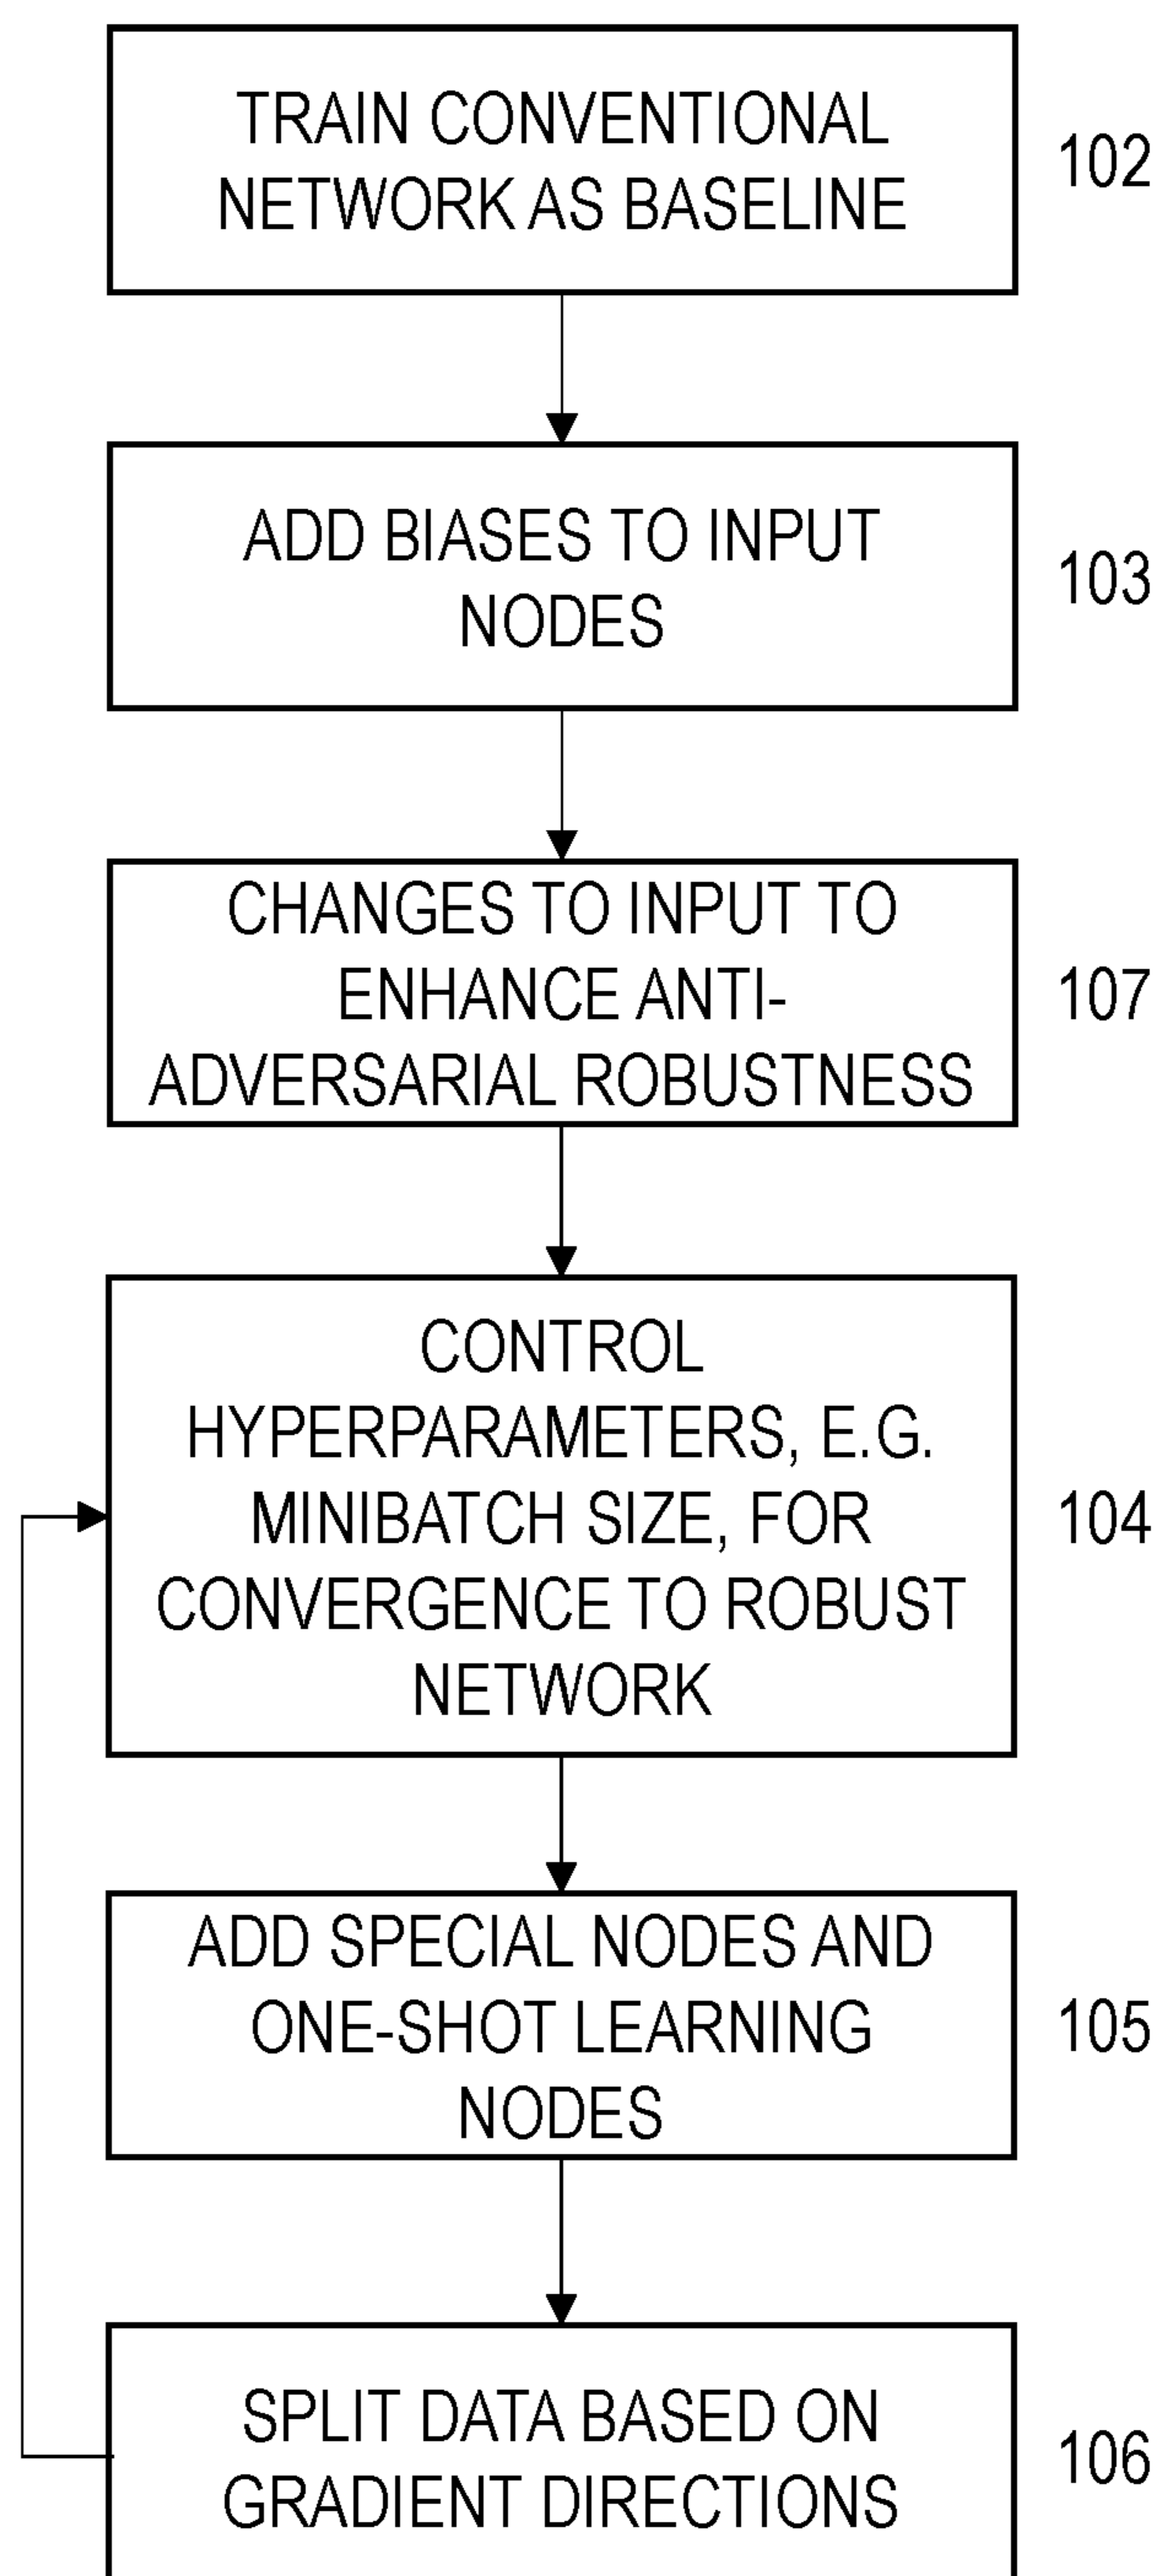 TRAIN CONVENTIONAL
NETWORK AS BASELINE
102
ADD BIASES TO INPUT
NODES
103
CHANGES TO INPUT TO
ENHANCE ANTI-
ADVERSARIAL ROBUSTNESS
107
CONTROL
HYPERPARAMETERS, E.G.
MINIBATCH SIZE, FOR
CONVERGENCE TO ROBUST
NETWORK
104
ADD SPECIAL NODES AND
ONE-SHOT LEARNING
NODES
105
SPLIT DATA BASED ON
GRADIENT DIRECTIONS
106